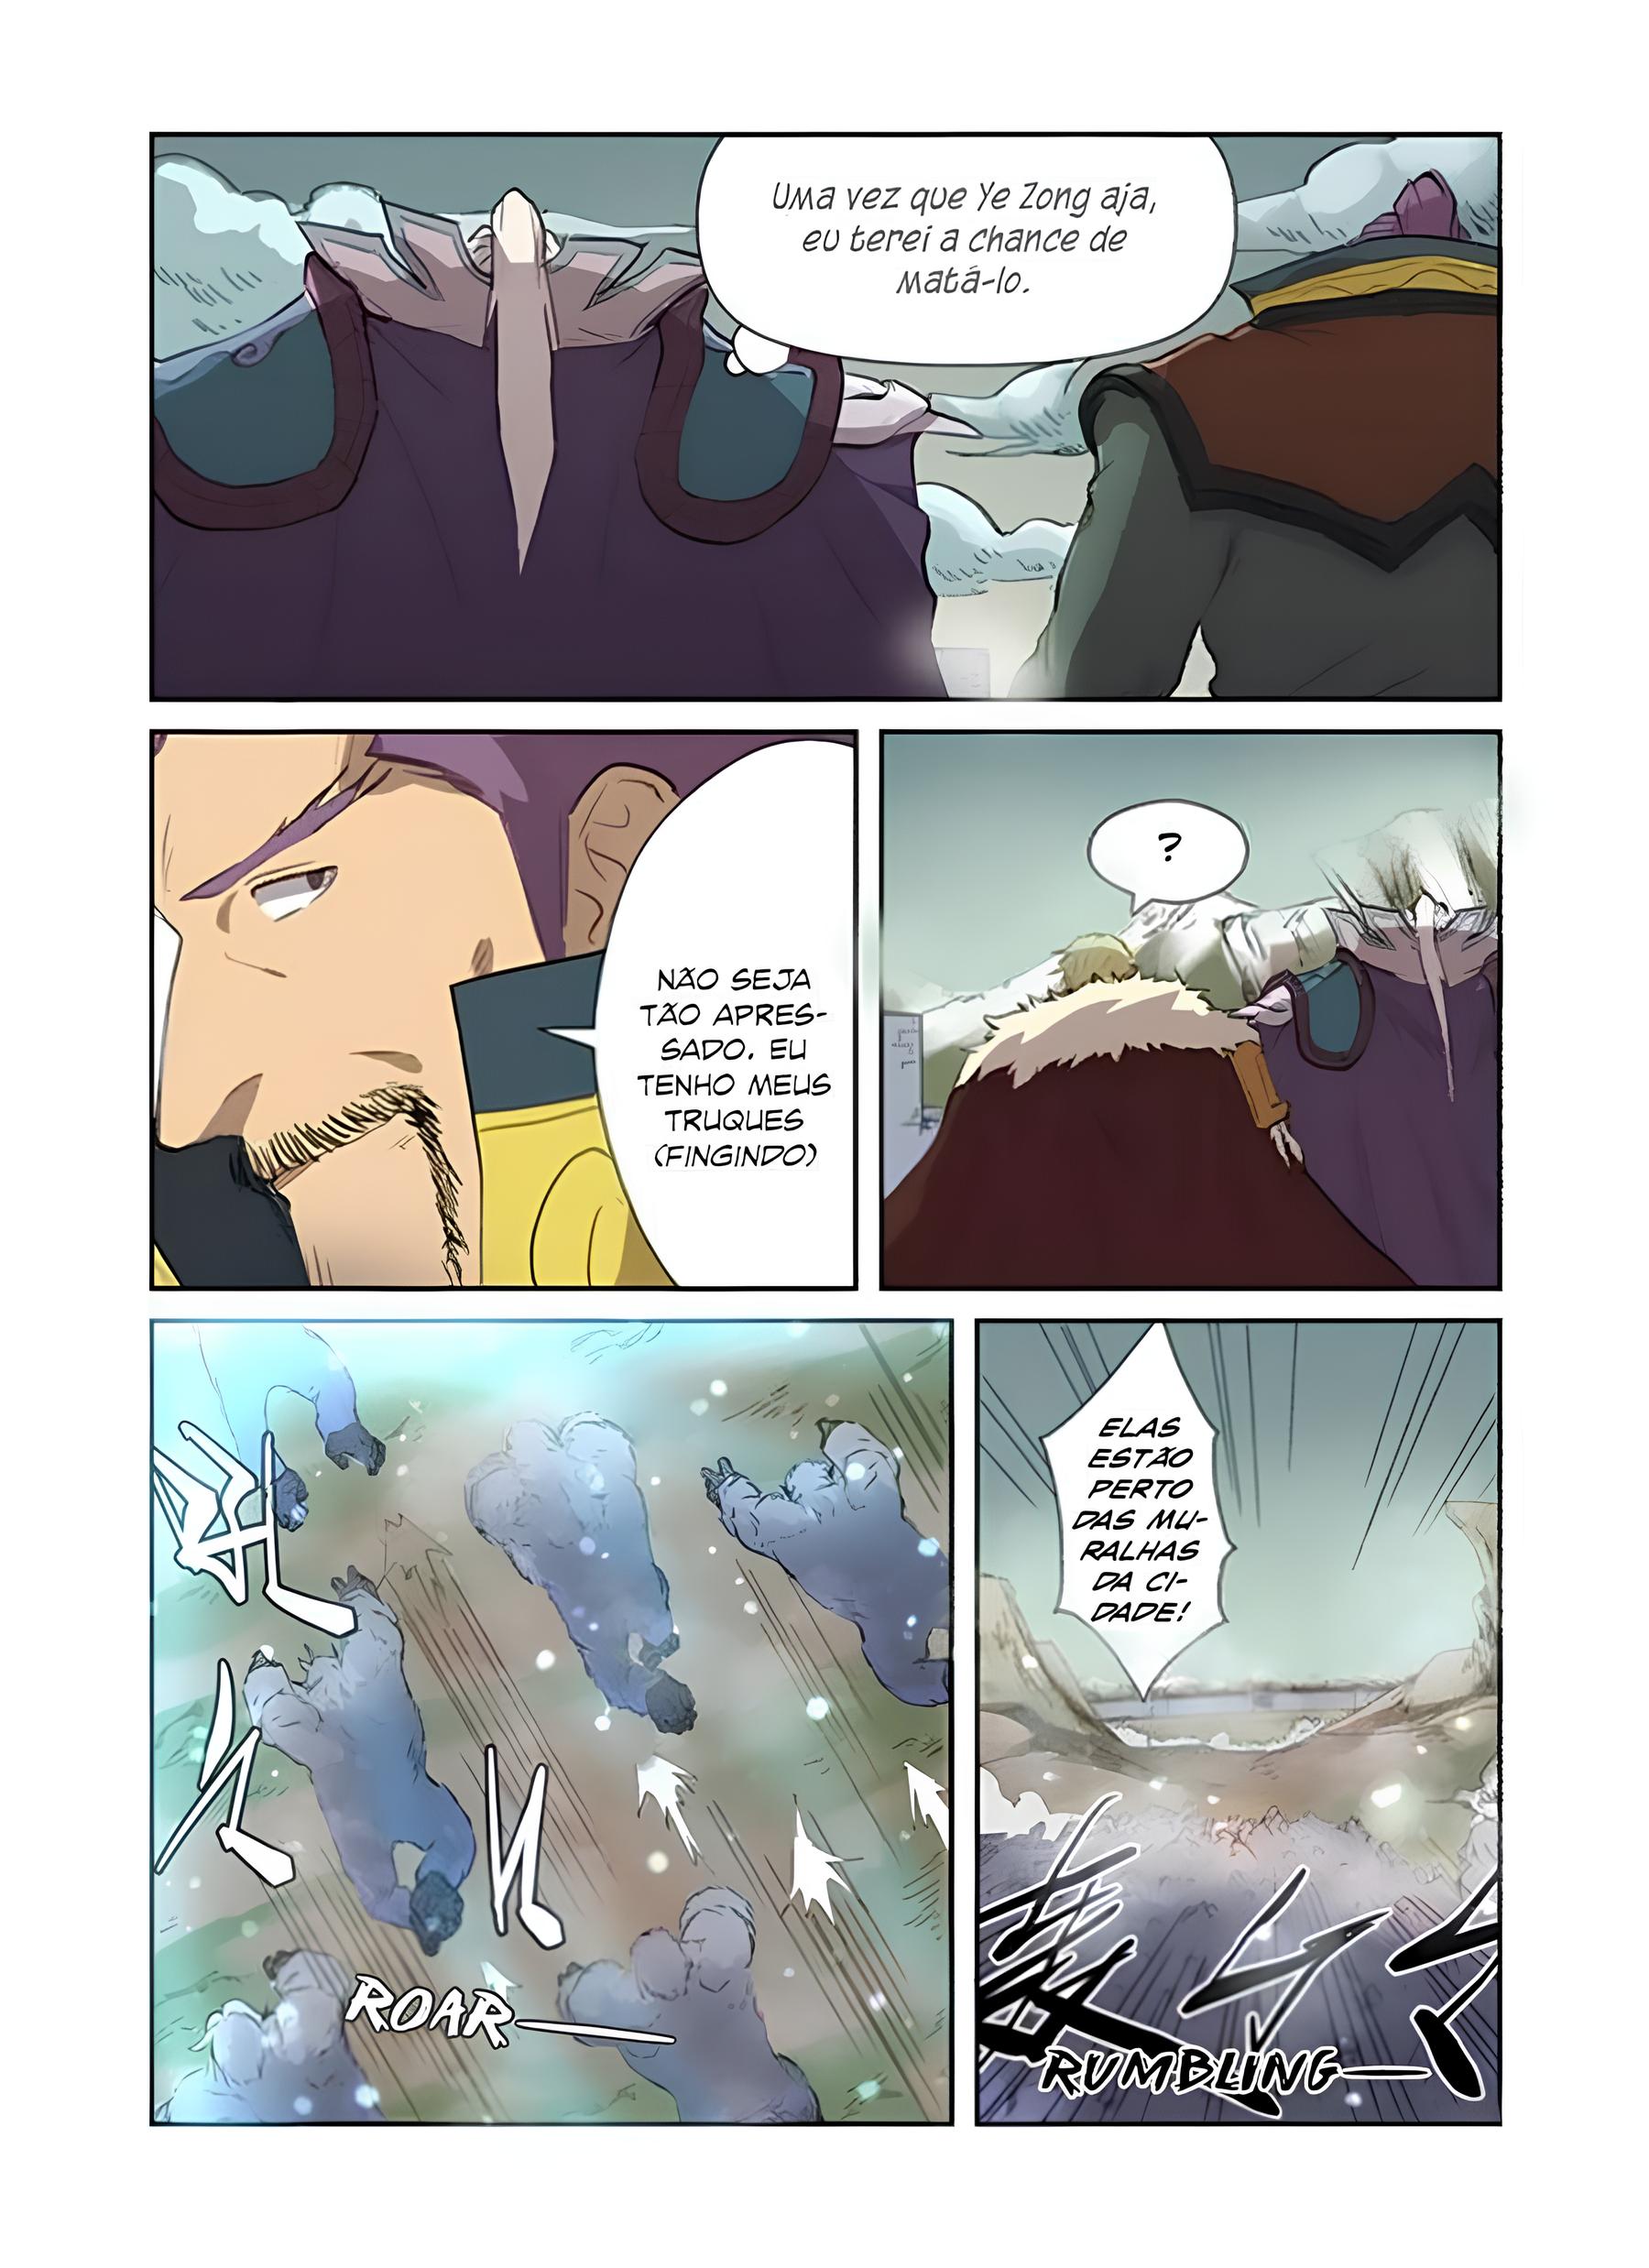 Uma vez que Ye Zong aja,
eu terei a chance de
matá-lo.
NÃO SEJA
TÃO APRES-
SADO. EU
TENHO MEUS
TRUQUES
(FINGINDO)
?
ELAS
ESTÃO
PERTO
DAS MU-
RALHAS
DA CI-
DADE!
ROAR
RUMBLING